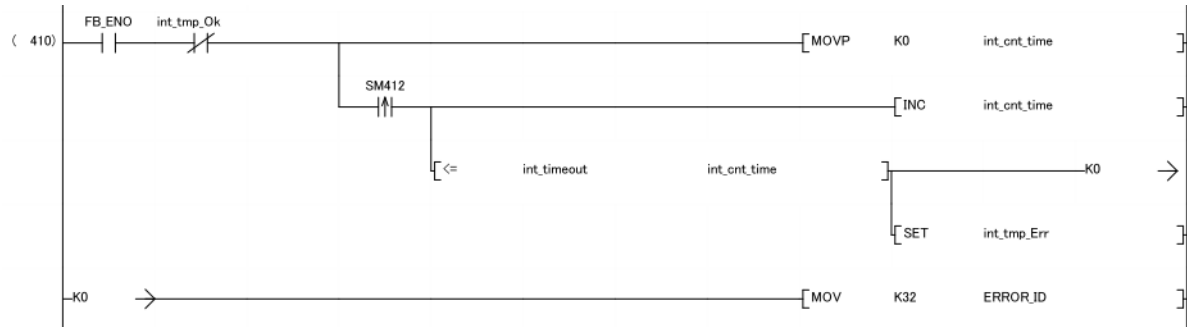 FB_ENO int_tmp_Ok
( 410) MOVP K0 int_cnt_time
SM412
INC int_cnt_time
<= int_timeout int_cnt_time K0
SET int_tmp_Err
K0 MOV K32 ERROR_ID